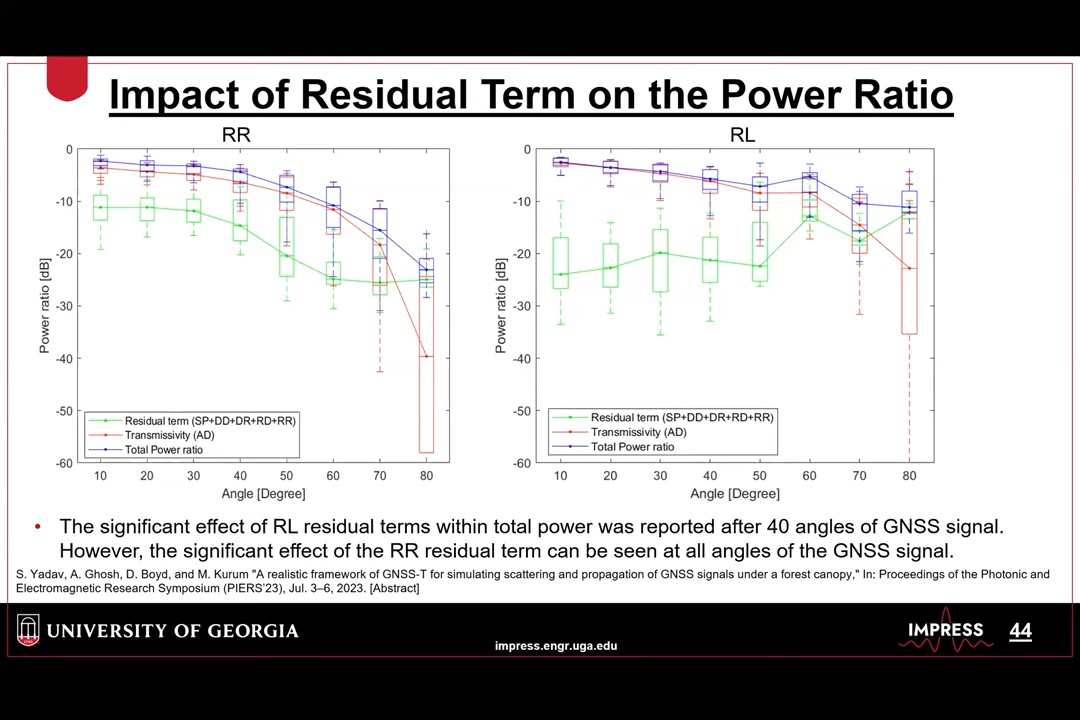 Impact of Residual Term on the Power Ratio
RR
0
-10
-20
-30
-40
-50
-60
Power ratio [dB]
Residual term (SP+DD+DR+RD+RR)
Transmissivity (AD)
Total Power ratio
10 20 30 40 50 60 70 80
Angle [Degree]
RL
0
-10
-20
-30
-40
-50
-60
Power ratio [dB]
Residual term (SP+DD+DR+RD+RR)
Transmissivity (AD)
Total Power ratio
10 20 30 40 50 60 70 80
Angle [Degree]
• The significant effect of RL residual terms within total power was reported after 40 angles of GNSS signal.
However, the significant effect of the RR residual term can be seen at all angles of the GNSS signal.
S. Yadav, A. Ghosh, D. Boyd, and M. Kurum "A realistic framework of GNSS-T for simulating scattering and propagation of GNSS signals under a forest canopy," In: Proceedings of the Photonic and
Electromagnetic Research Symposium (PIERS'23), Jul. 3–6, 2023. [Abstract]
UNIVERSITY OF GEORGIA
impress.engr.uga.edu
IMPRESS
44